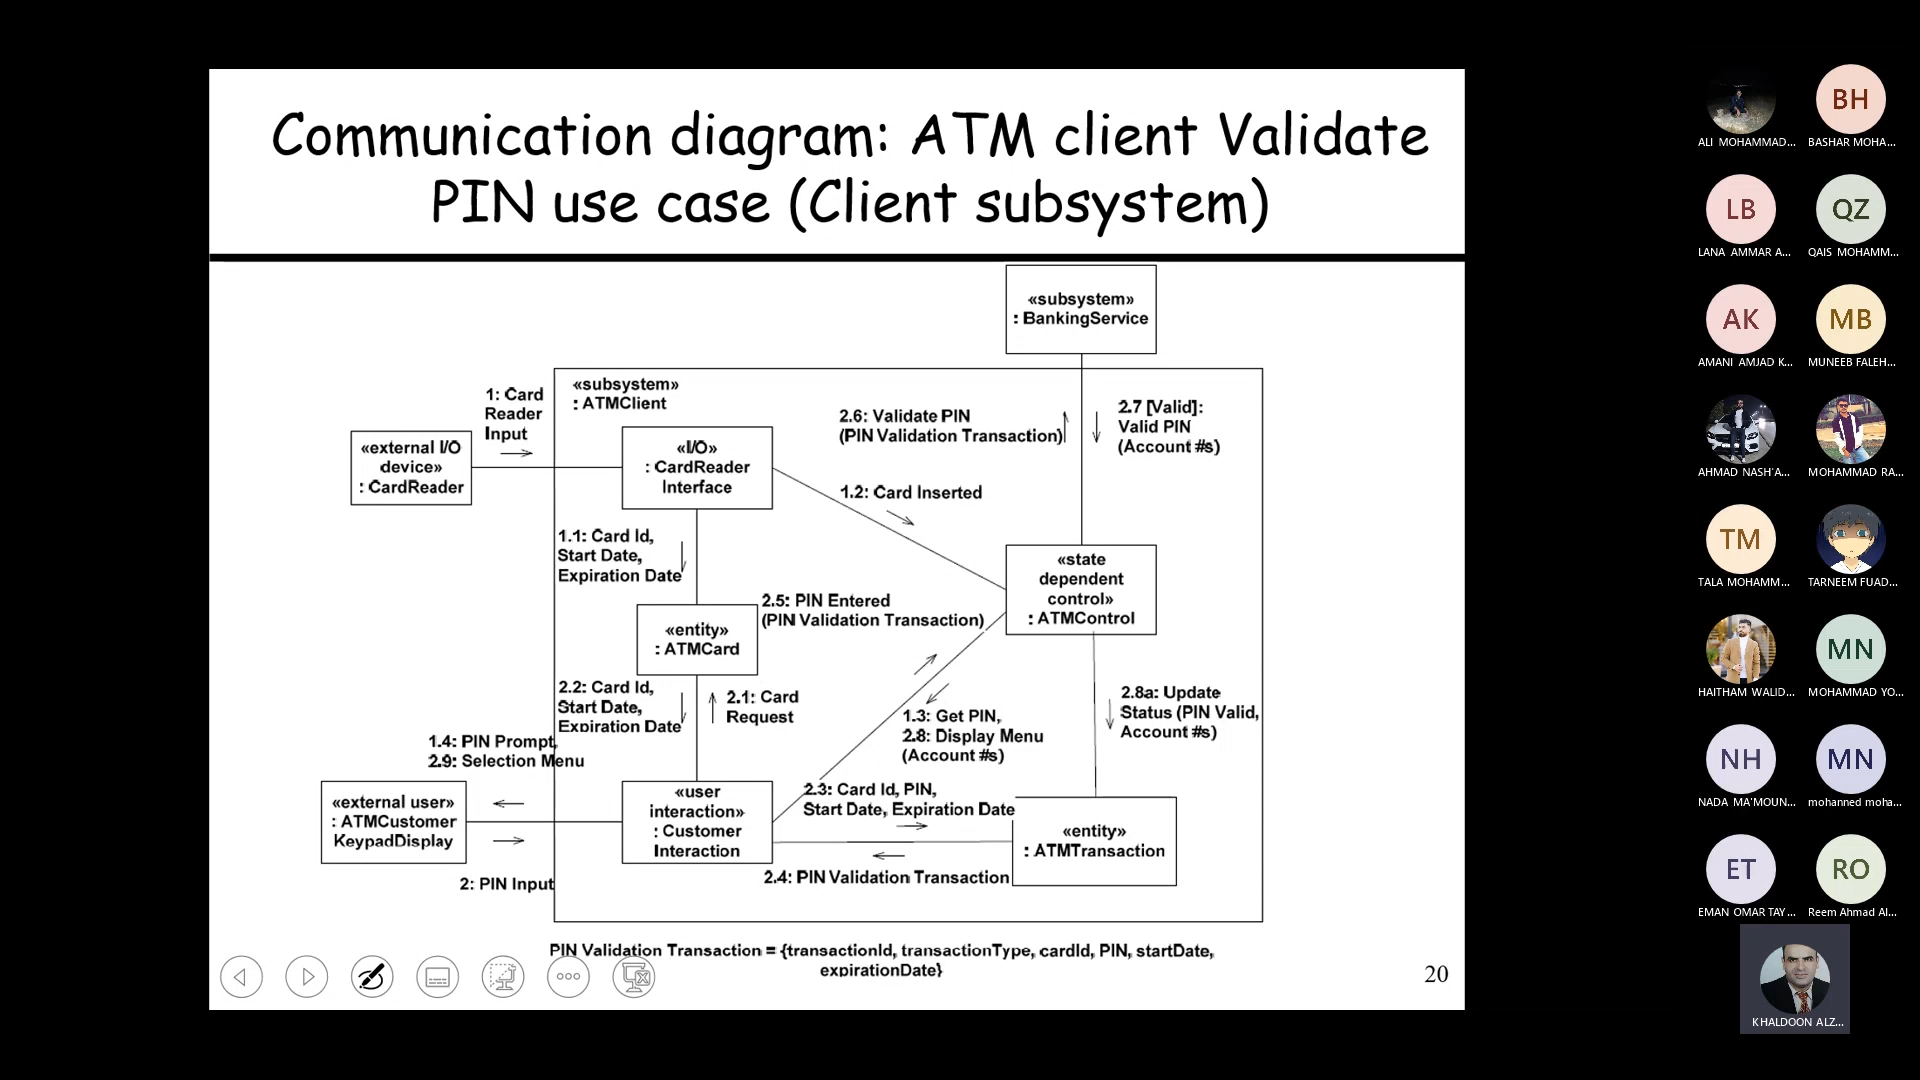 Communication diagram: ATM client Validate
PIN use case (Client subsystem)
«subsystem»
: BankingService
«subsystem»
: ATMClient
1: Card
Reader
Input
«external I/O
device»
: CardReader
«I/O»
: CardReader
Interface
2.6: Validate PIN
(PIN Validation Transaction)
2.7 [Valid]:
Valid PIN
(Account #s)
1.2: Card Inserted
1.1: Card Id,
Start Date,
Expiration Date
«state
dependent
control»
: ATMControl
2.5: PIN Entered
(PIN Validation Transaction)
«entity»
: ATMCard
2.2: Card Id,
Start Date,
Expiration Date
2.1: Card
Request
1.3: Get PIN,
2.8: Display Menu
(Account #s)
2.8a: Update
Status (PIN Valid,
Account #s)
1.4: PIN Prompt,
2.9: Selection Menu
«external user»
: ATMCustomer
KeypadDisplay
«user
interaction»
: Customer
Interaction
2.3: Card Id, PIN,
Start Date, Expiration Date
«entity»
: ATMTransaction
2.4: PIN Validation Transaction
2: PIN Input
PIN Validation Transaction = {transactionId, transactionType, cardId, PIN, startDate,
expirationDate}
20
ALI MOHAMMAD...
BH
BASHAR MOHA...
LB
LANA AMMAR A...
QZ
QAIS MOHAMM...
AK
AMANI AMJAD K...
MB
MUNEEB FALEH...
AHMAD NASH'A...
MOHAMMAD RA...
TM
TALA MOHAMM...
TARNEEM FUAD...
HAITHAM WALID...
MN
MOHAMMAD YO...
NH
NADA MA'MOUN...
MN
mohanned moha...
ET
EMAN OMAR TAY...
RO
Reem Ahmad Al...
KHALDOON ALZ...